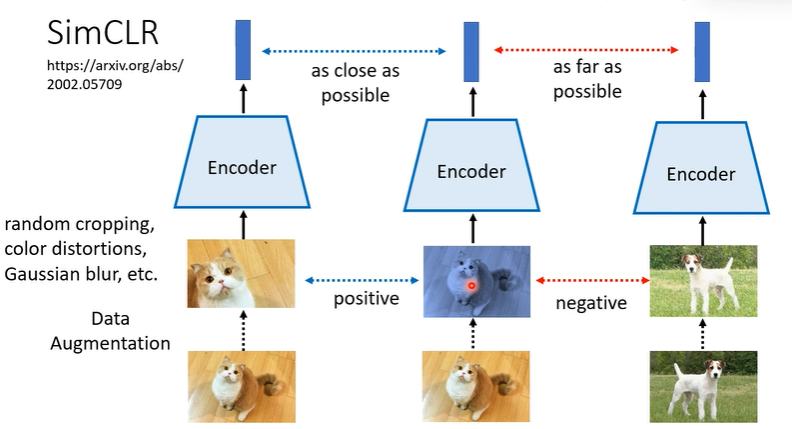 SimCLR
https://arxiv.org/abs/
2002.05709
as close as
possible
as far as
possible
Encoder
Encoder
Encoder
random cropping,
color distortions,
Gaussian blur, etc.
positive
negative
Data
Augmentation